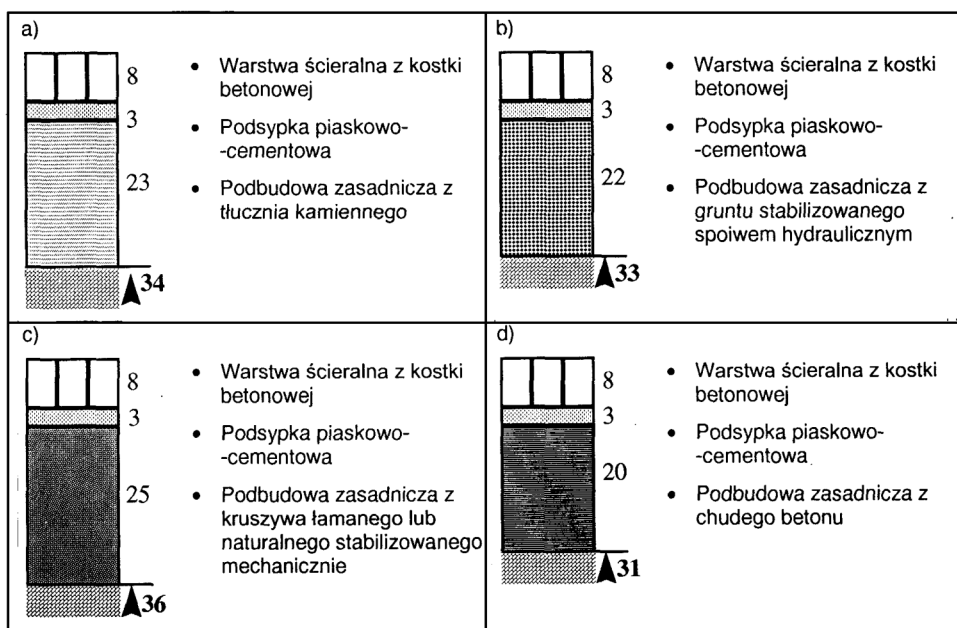 a)
8
3
23
34
• Warstwa ścieralna z kostki
betonowej
• Podsypka piaskowo-
-cementowa
• Podbudowa zasadnicza z
tłucznia kamiennego
b)
8
3
22
33
• Warstwa ścieralna z kostki
betonowej
• Podsypka piaskowo-
-cementowa
• Podbudowa zasadnicza z
gruntu stabilizowanego
spoiwem hydraulicznym
c)
8
3
25
36
• Warstwa ścieralna z kostki
betonowej
• Podsypka piaskowo-
-cementowa
• Podbudowa zasadnicza z
kruszywa łamanego lub
naturalnego stabilizowanego
mechanicznie
d)
8
3
20
31
• Warstwa ścieralna z kostki
betonowej
• Podsypka piaskowo-
-cementowa
• Podbudowa zasadnicza z
chudego betonu